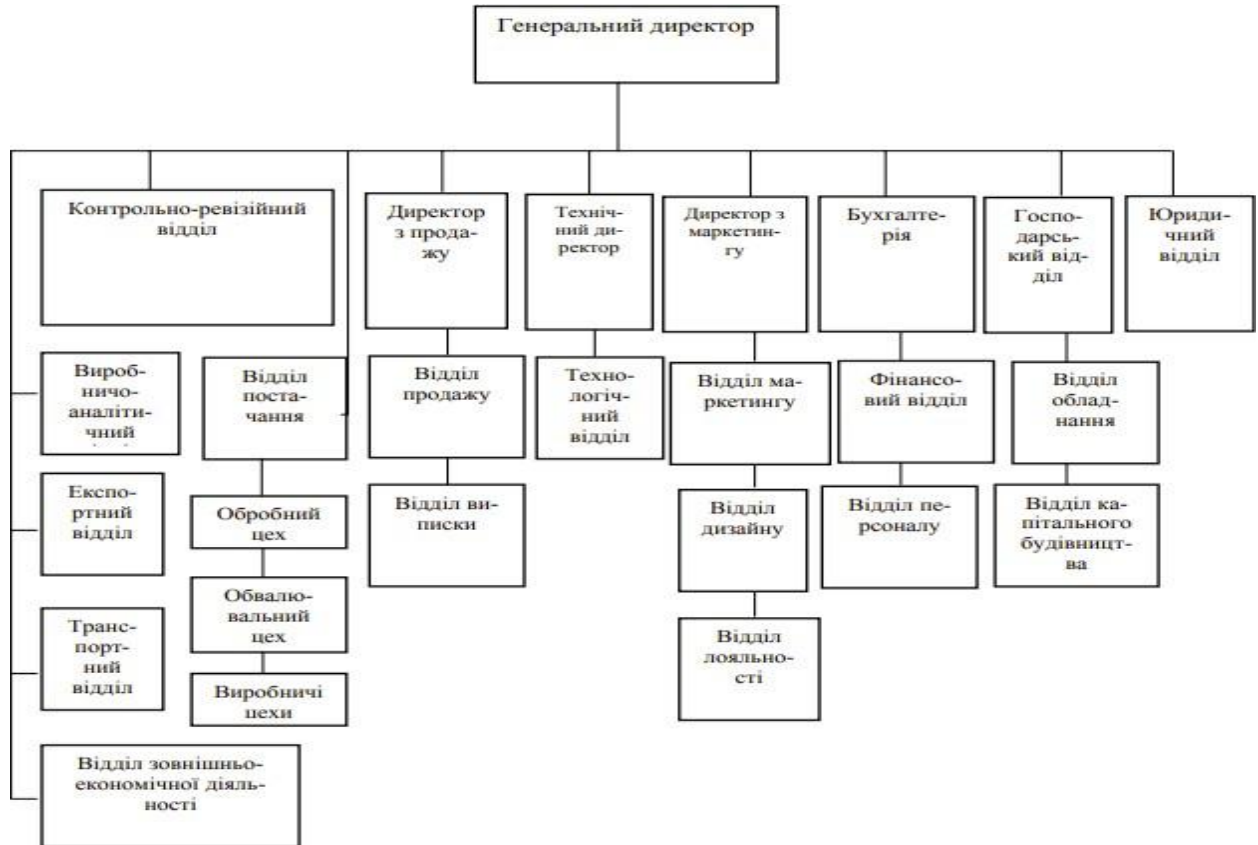 Генеральний директор
Контрольно-ревізійний
відділ
Директор
з прода-
жу
Техніч-
ний ди-
ректор
Директор з
маркетин-
гу
Бухгалте-
рія
Госпо-
дарсь-
кий від-
діл
Юриди-
чний
відділ
Вироб-
ничо-
аналіти-
чний
Відділ
поста-
чання
Відділ
продажу
Техно-
логіч-
ний
відділ
Відділ ма-
ркетингу
Фінансо-
вий відділ
Відділ
облад-
нання
Експо-
ртний
відділ
Обробний
цех
Відділ ви-
писки
Відділ
дизайну
Відділ пе-
рсоналу
Відділ ка-
пітального
будівницт-
ва
Обвалю-
вальний
цех
Транс-
порт-
ний
відділ
Виробничі
цехи
Відділ
лояльно-
сті
Відділ зовнішньо-
економічної діяль-
ності